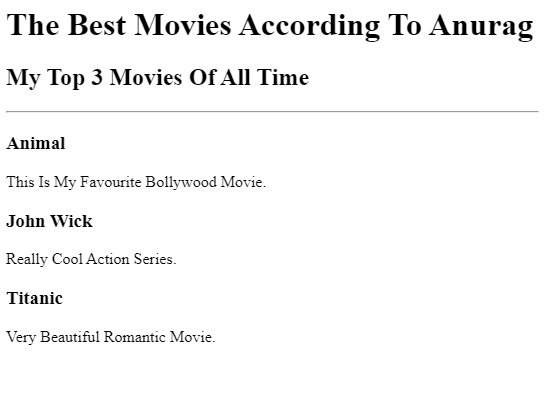 The Best Movies According To Anurag
My Top 3 Movies Of All Time
Animal
This Is My Favourite Bollywood Movie.
John Wick
Really Cool Action Series.
Titanic
Very Beautiful Romantic Movie.